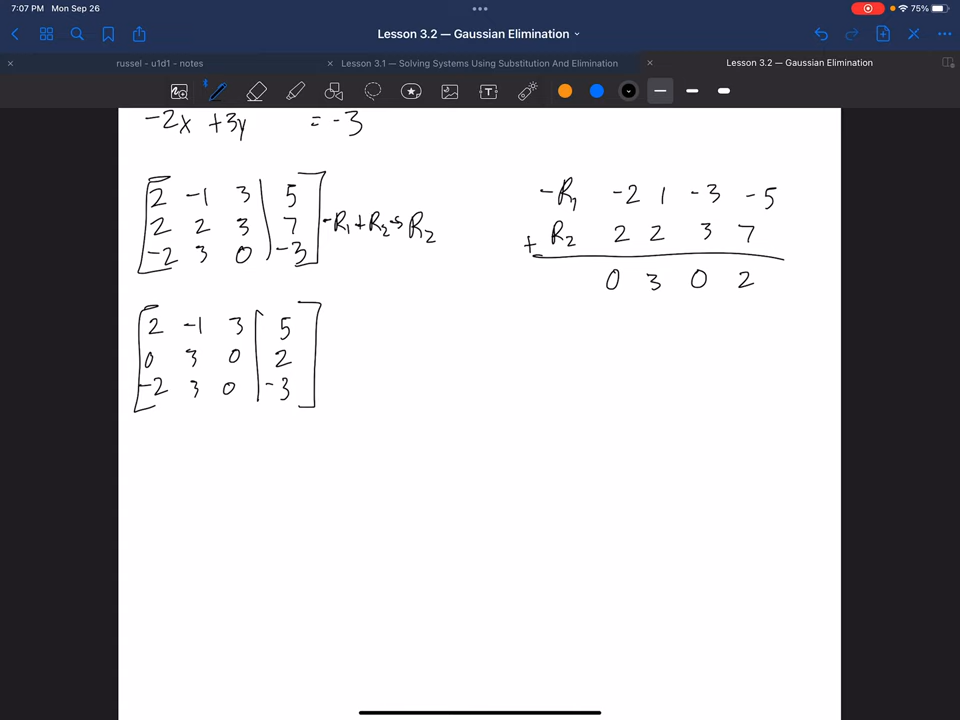 7:07 PM Mon Sep 26
75%
Lesson 3.2 — Gaussian Elimination
russel - u1d1 - notes
Lesson 3.1 — Solving Systems Using Substitution And Elimination
Lesson 3.2 — Gaussian Elimination
-2x +3y = -3
2 -1 3 | 5
2 2 3 | 7 -R1 + R2 → R2
-2 3 0 | -3
-R1 -2 1 -3 -5
+ R2 2 2 3 7
0 3 0 2
2 -1 3 | 5
0 3 0 | 2
-2 3 0 | -3